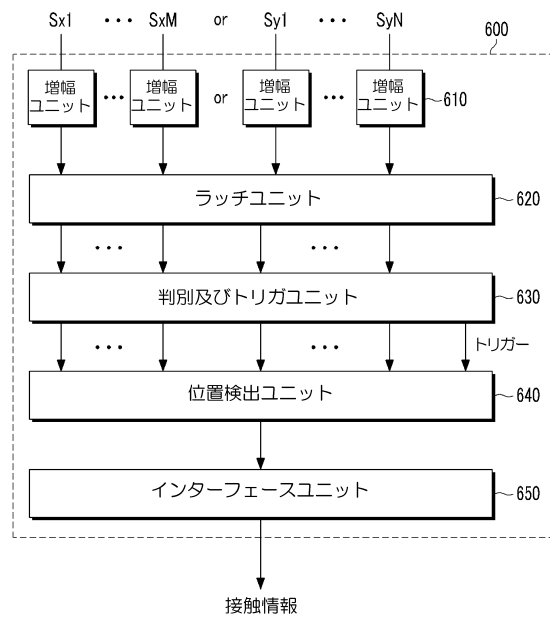 Sx1 ••• SxM or Sy1 ••• SyN
600
増幅
ユニット
•••
増幅
ユニット
or
増幅
ユニット
•••
増幅
ユニット
610
ラッチユニット
620
••• •••
判別及びトリガユニット
630
••• •••
トリガー
位置検出ユニット
640
インターフェースユニット
650
接触情報